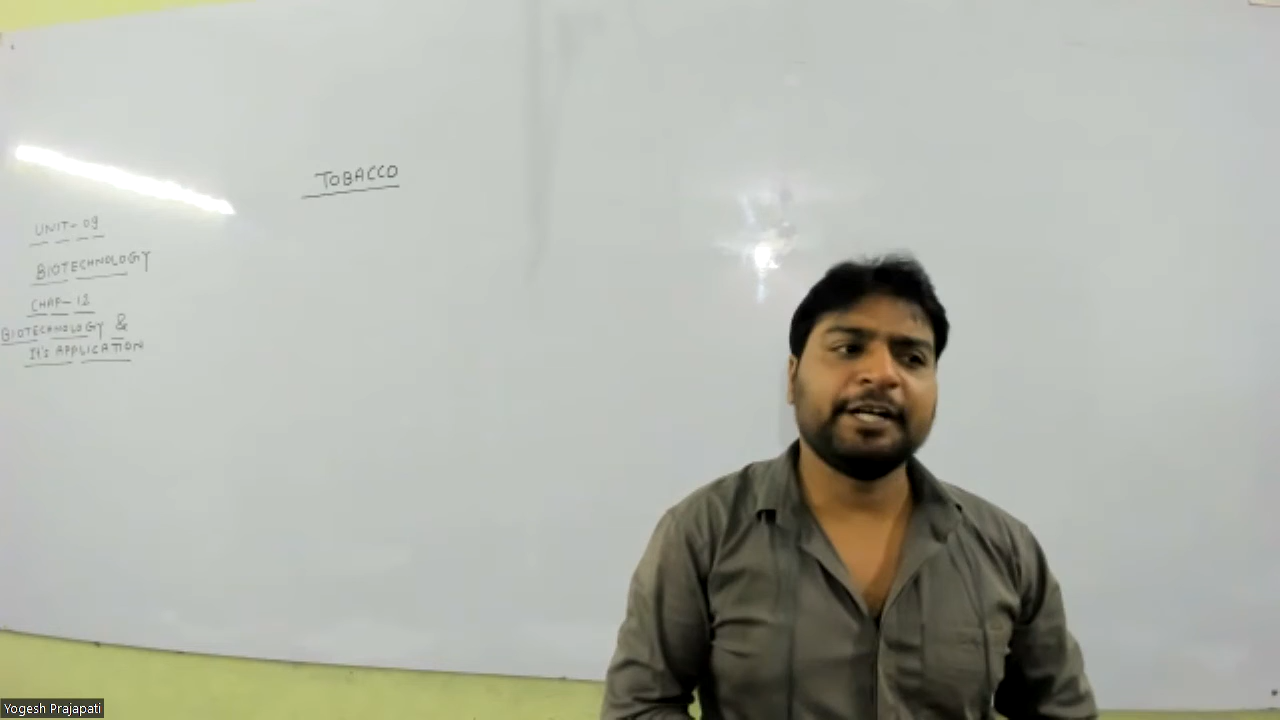 TOBACCO
UNIT- 09
BIOTECHNOLOGY
CHAP- 12
BIOTECHNOLOGY &
It's APPLICATION
Yogesh Prajapati